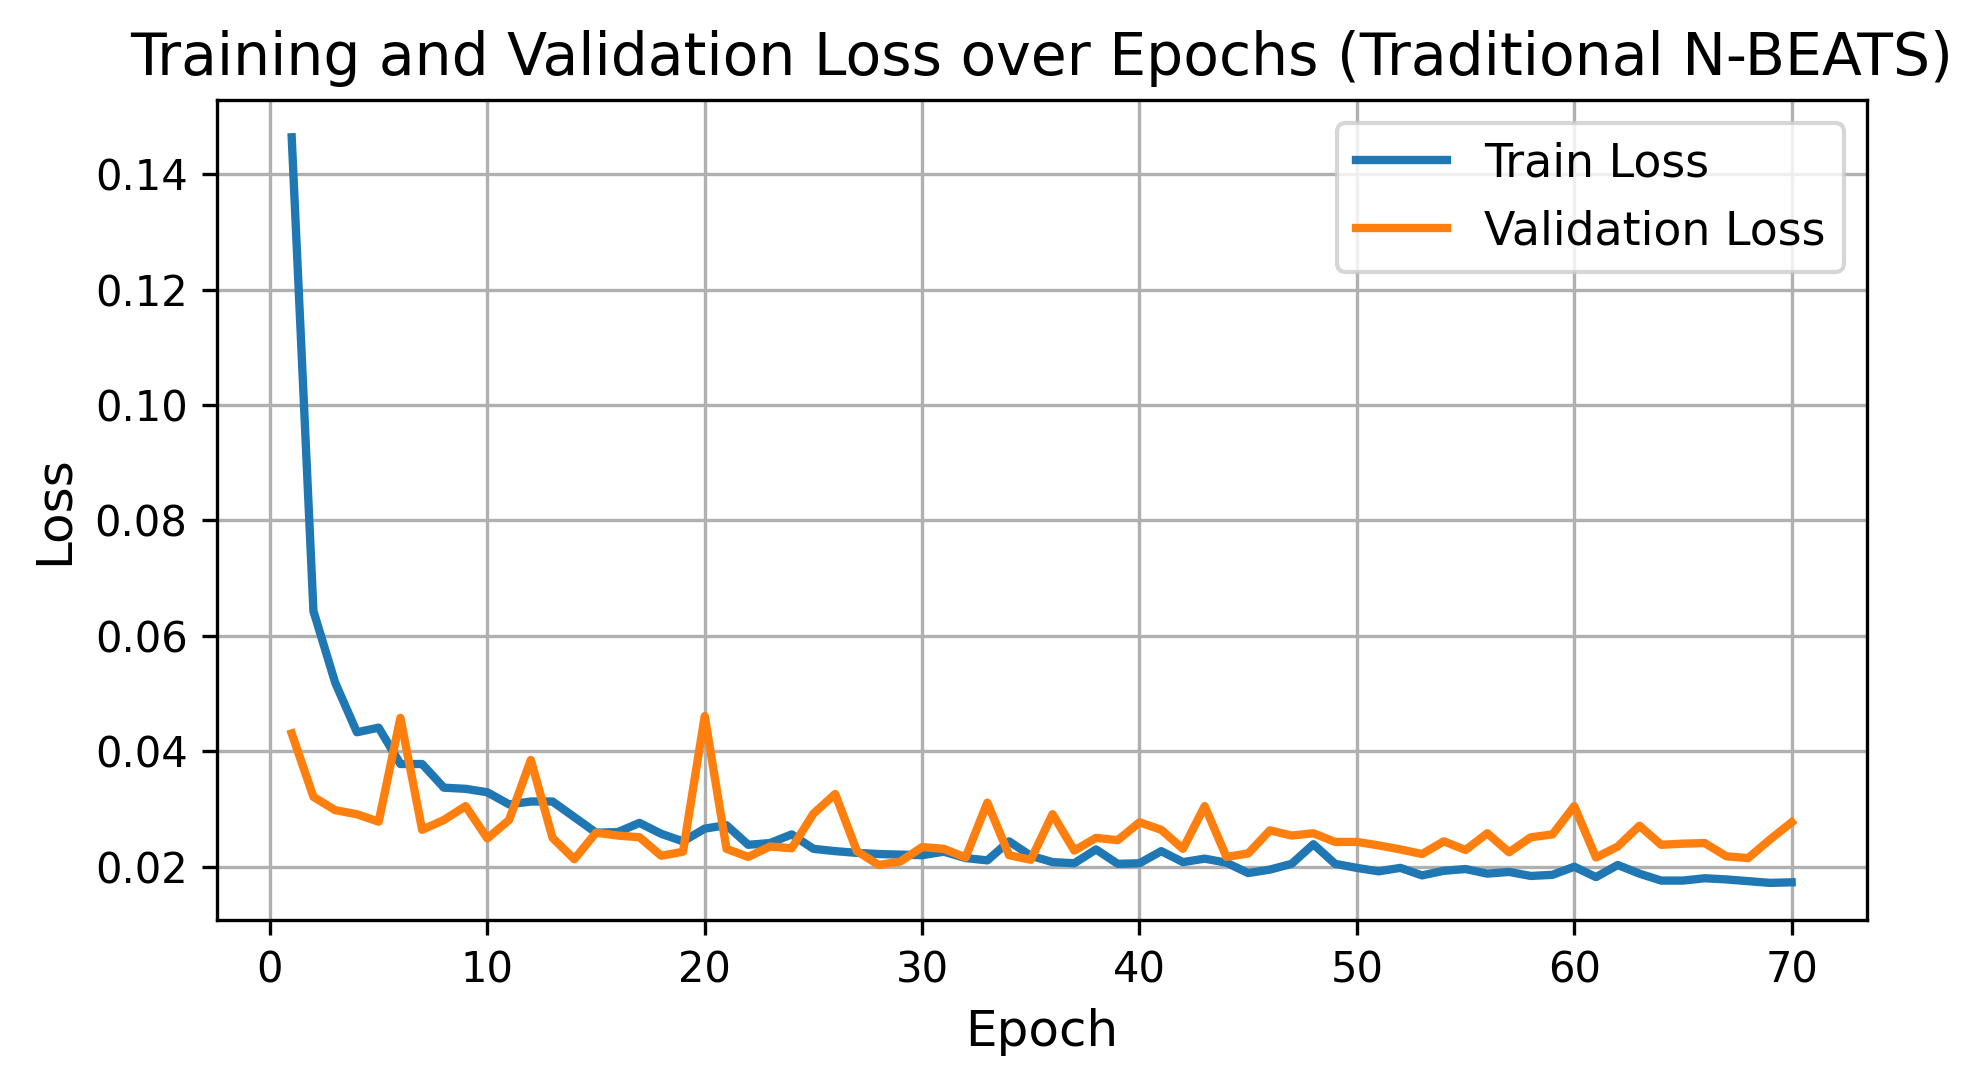 Training and Validation Loss over Epochs (Traditional N-BEATS)
Train Loss
Validation Loss
0.14
0.12
0.10
0.08
0.06
0.04
0.02
Loss
0 10 20 30 40 50 60 70
Epoch